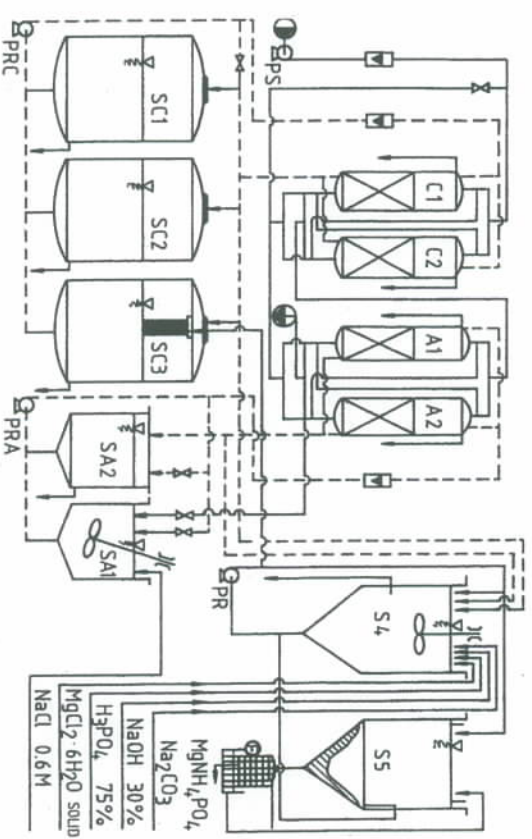 PS
C1
C2
A1
A2
PRC
SC1
SC2
SC3
PRA
SA2
SA1
PR
S4
S5
MgNH4PO4
Na2CO3
NaOH 30%
H3PO4 75%
MgCl2·6H2O SOLID
NaCl 0.6M